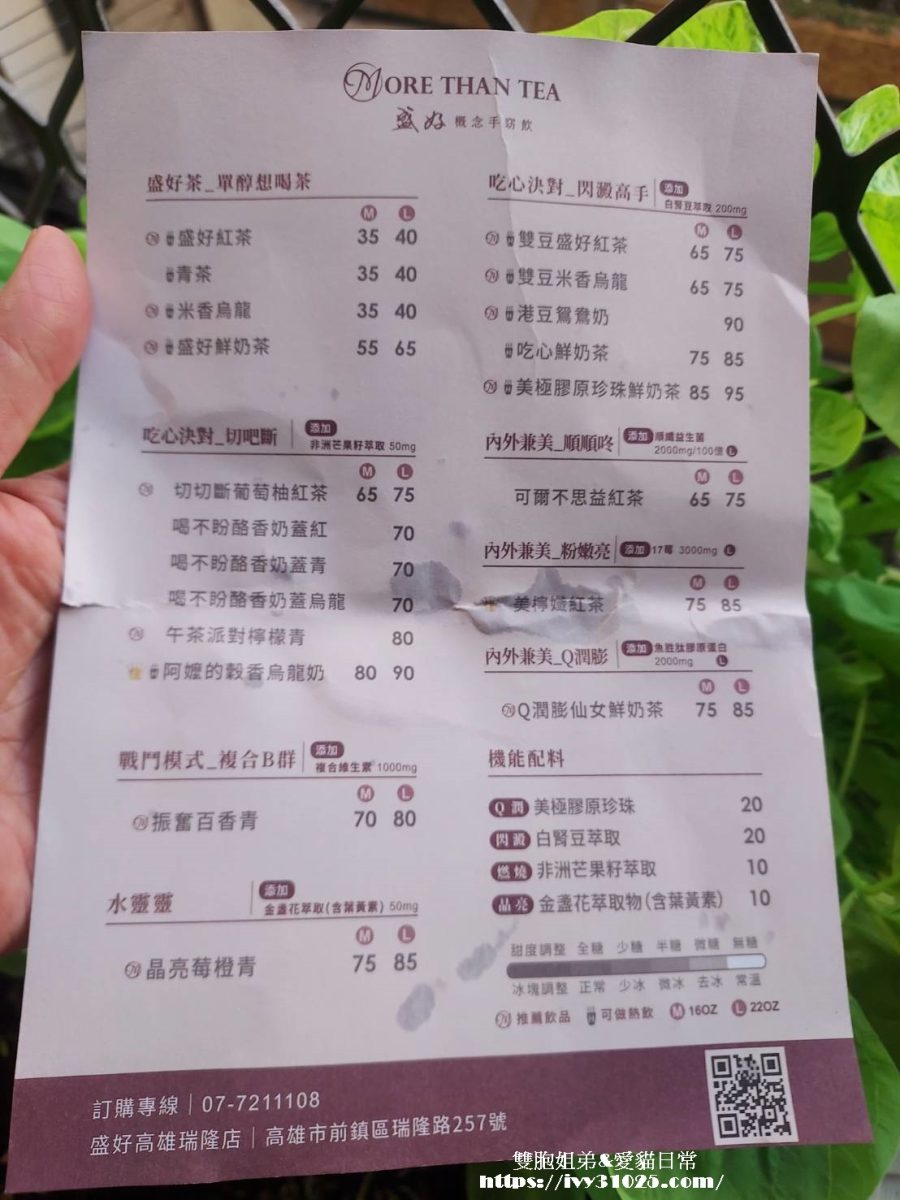 MORE THAN TEA
盛好 概念手窈飲
盛好茶_單醇想喝茶
M L
盛好紅茶 35 40
青茶 35 40
米香烏龍 35 40
盛好鮮奶茶 55 65
吃心決對_切吧斷 添加
非洲芒果籽萃取 50mg
M L
切切斷葡萄柚紅茶 65 75
喝不盼酪香奶蓋紅 70
喝不盼酪香奶蓋青 70
喝不盼酪香奶蓋烏龍 70
午茶派對檸檬青 80
阿嬤的穀香烏龍奶 80 90
戰鬥模式_複合B群 添加
複合維生素 1000mg
M L
振奮百香青 70 80
水靈靈 添加
金盞花萃取(含葉黃素) 50mg
M L
晶亮莓橙青 75 85
吃心決對_閃澱高手 添加
白腎豆萃取 200mg
M L
雙豆盛好紅茶 65 75
雙豆米香烏龍 65 75
港豆鴛鴦奶 90
吃心鮮奶茶 75 85
美極膠原珍珠鮮奶茶 85 95
內外兼美_順順咚 添加 順暢益生菌
2000mg/100億 L
M L
可爾不思益紅茶 65 75
內外兼美_粉嫩亮 添加 17莓 3000mg L
M L
美檸孅紅茶 75 85
內外兼美_Q潤膨 添加 魚胜肽膠原蛋白
2000mg L
M L
Q潤膨仙女鮮奶茶 75 85
機能配料
Q潤 美極膠原珍珠 20
閃澱 白腎豆萃取 20
燃燒 非洲芒果籽萃取 10
晶亮 金盞花萃取物(含葉黃素) 10
甜度調整 全糖 少糖 半糖 微糖 無糖
冰塊調整 正常 少冰 微冰 去冰 常溫
推薦飲品 可做熱飲 M 16OZ L 22OZ
訂購專線｜07-7211108
盛好高雄瑞隆店｜高雄市前鎮區瑞隆路257號
雙胞姐弟&愛貓日常
https://ivy31025.com/